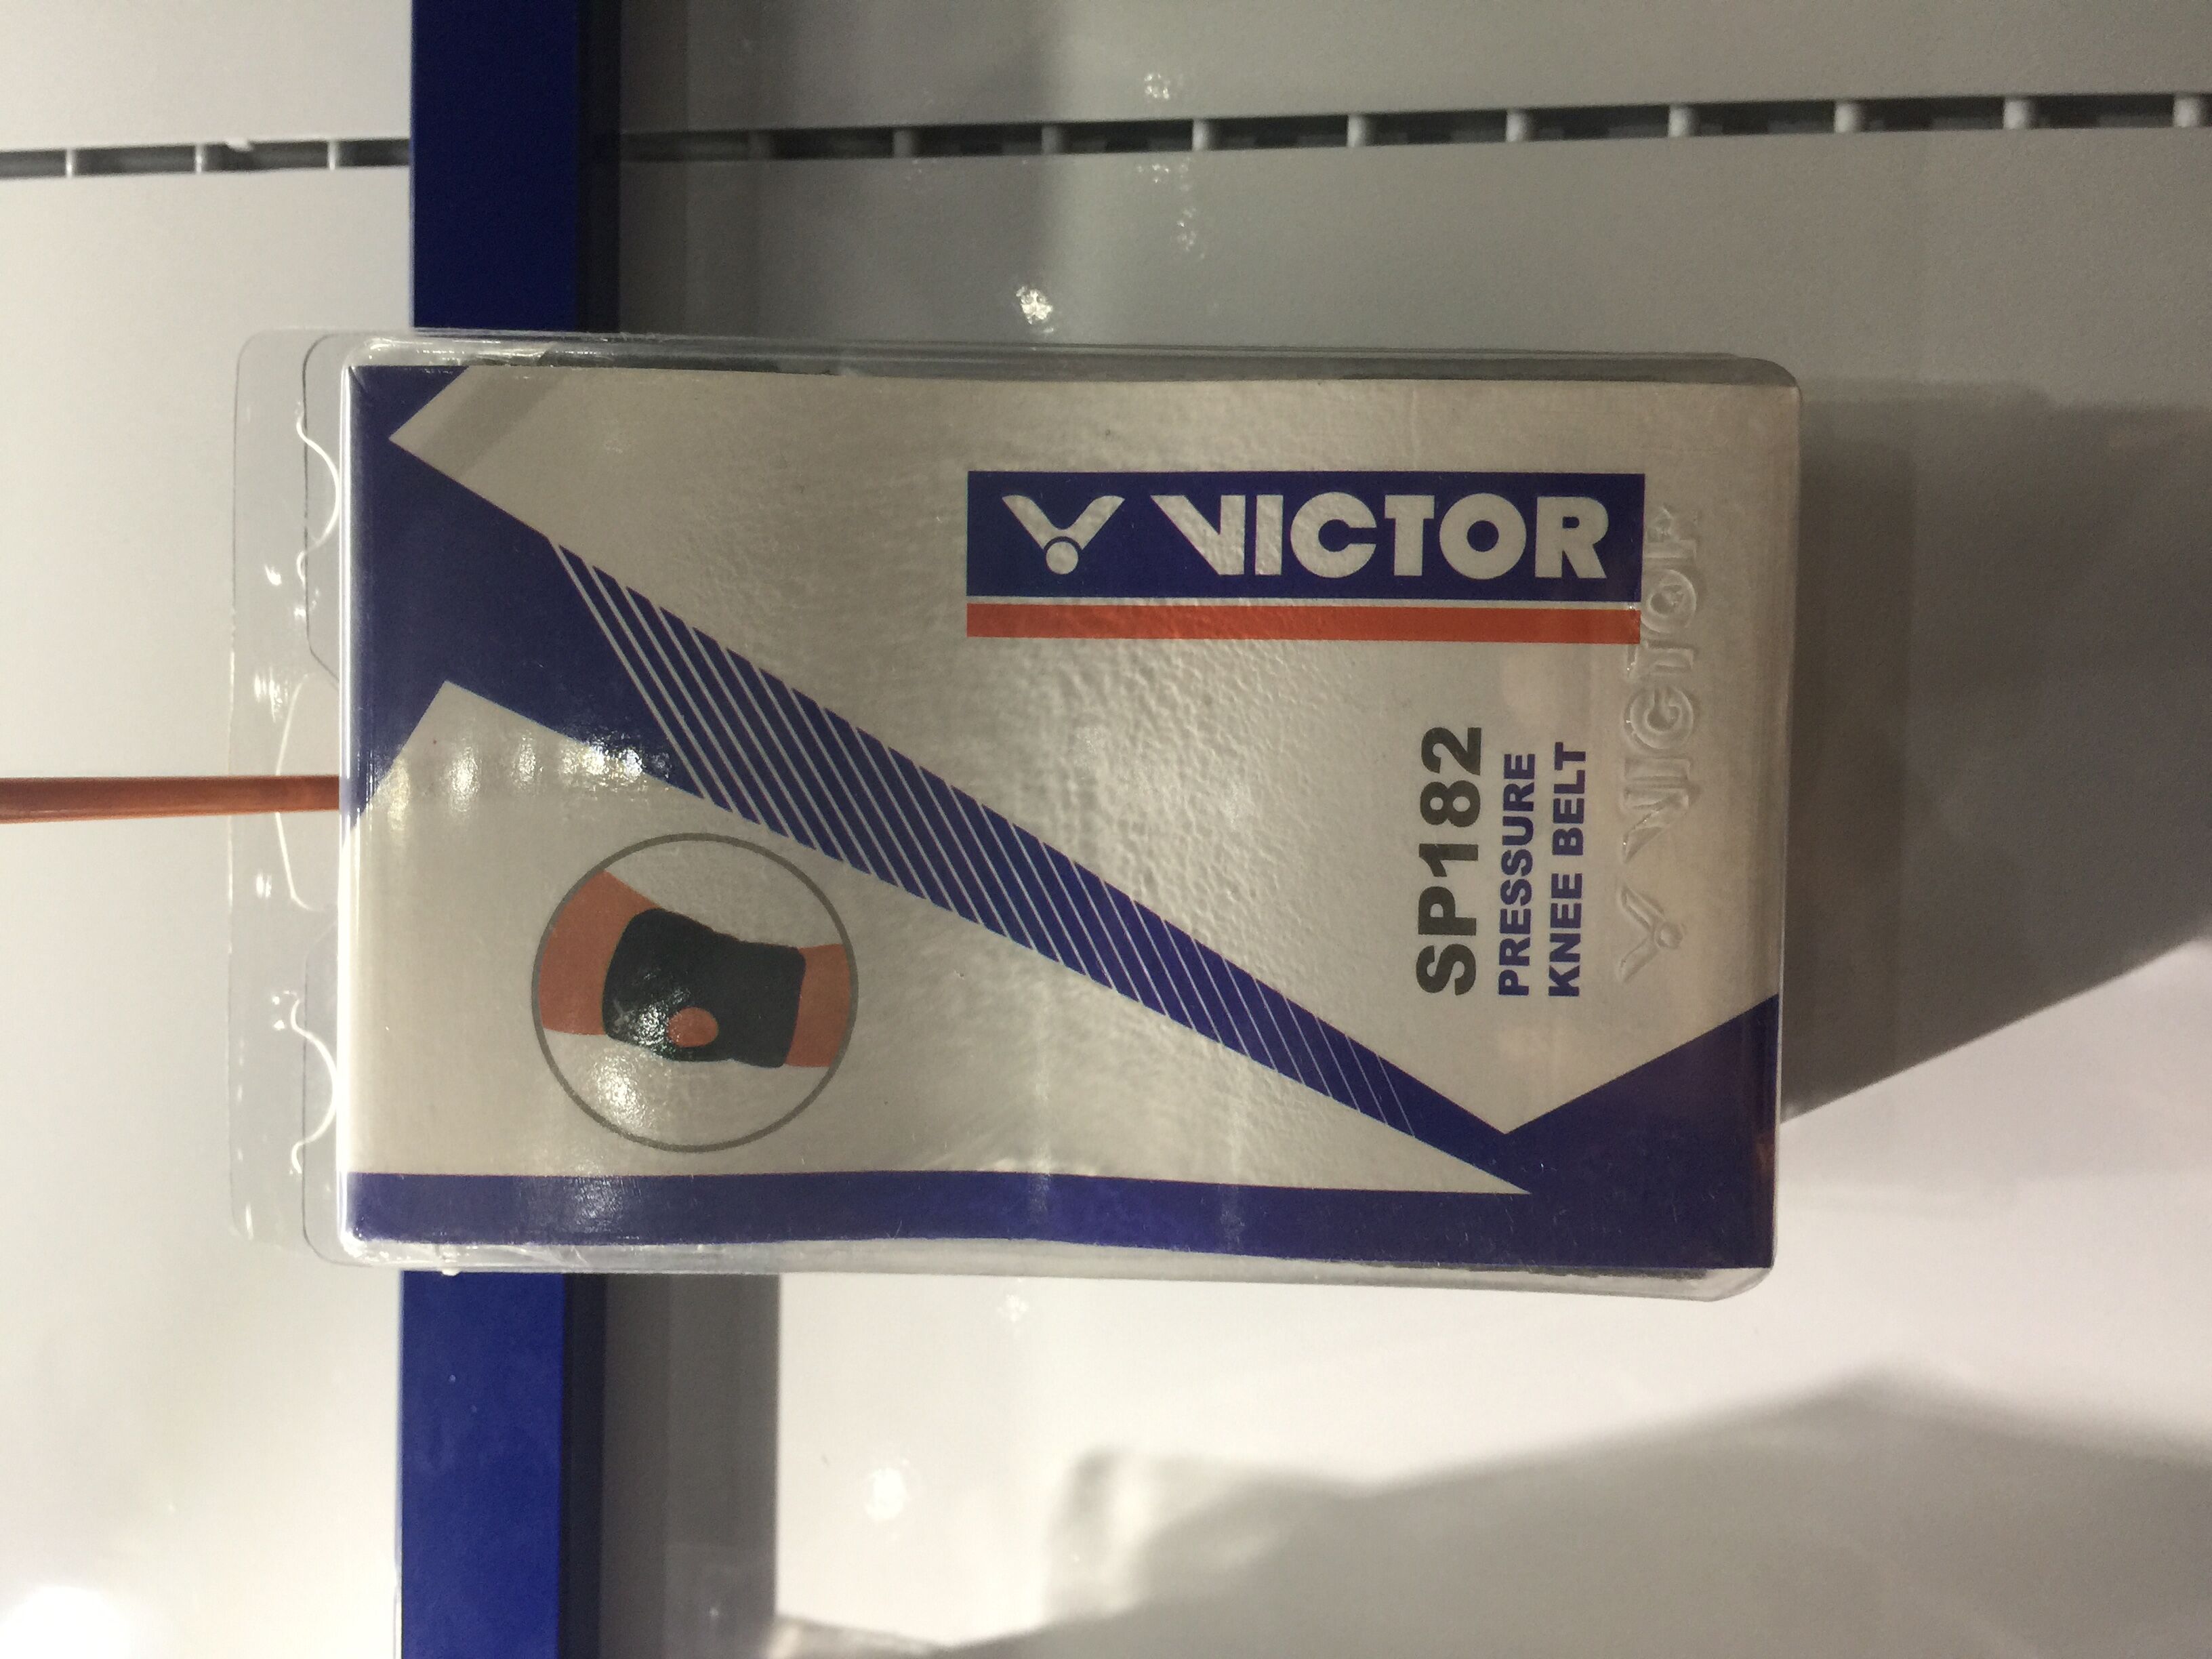 VICTOR
SP182
PRESSURE
KNEE BELT
VICTOR